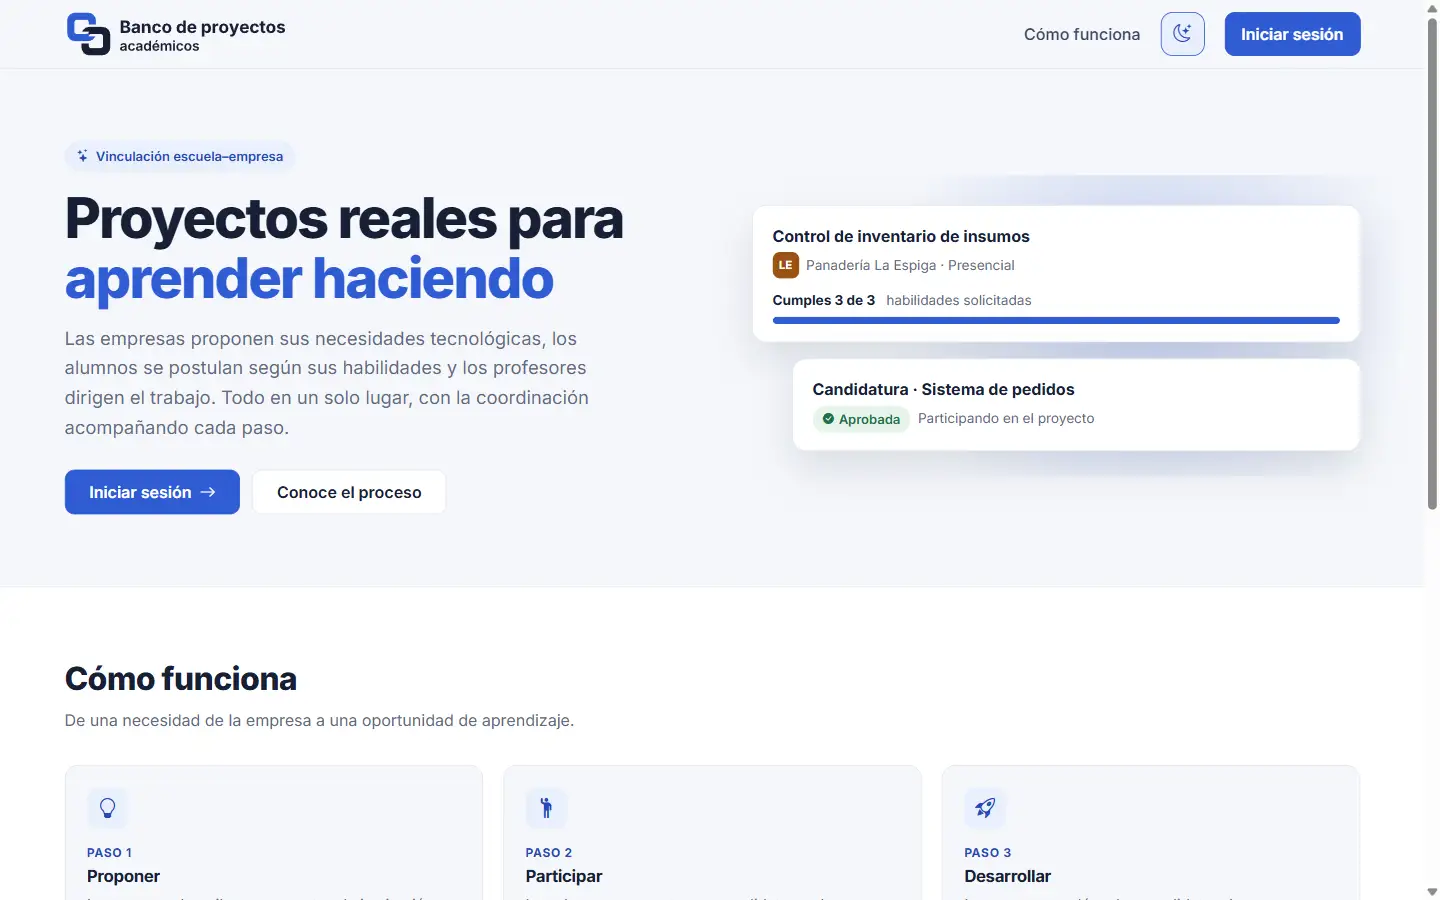 Banco de proyectos
académicos
Cómo funciona
Iniciar sesión
Vinculación escuela–empresa
Proyectos reales para
aprender haciendo
Las empresas proponen sus necesidades tecnológicas, los
alumnos se postulan según sus habilidades y los profesores
dirigen el trabajo. Todo en un solo lugar, con la coordinación
acompañando cada paso.
Iniciar sesión →
Conoce el proceso
Control de inventario de insumos
LE Panadería La Espiga · Presencial
Cumples 3 de 3 habilidades solicitadas
Candidatura · Sistema de pedidos
Aprobada Participando en el proyecto
Cómo funciona
De una necesidad de la empresa a una oportunidad de aprendizaje.
PASO 1
Proponer
PASO 2
Participar
PASO 3
Desarrollar